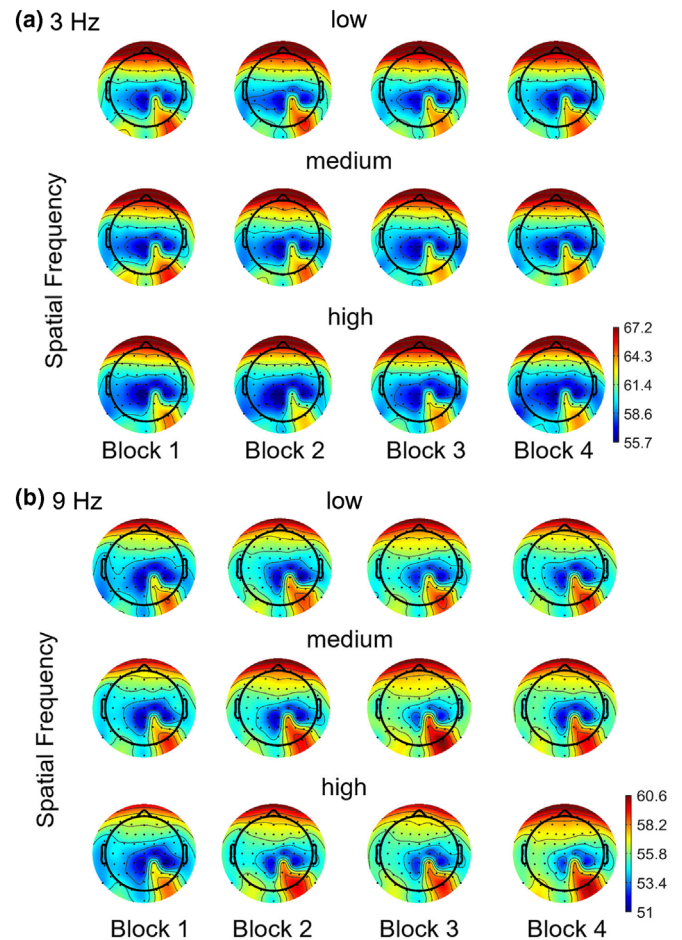 (a) 3 Hz
low
medium
high
Spatial Frequency
67.2
64.3
61.4
58.6
55.7
Block 1 Block 2 Block 3 Block 4
(b) 9 Hz
low
medium
high
Spatial Frequency
60.6
58.2
55.8
53.4
51
Block 1 Block 2 Block 3 Block 4